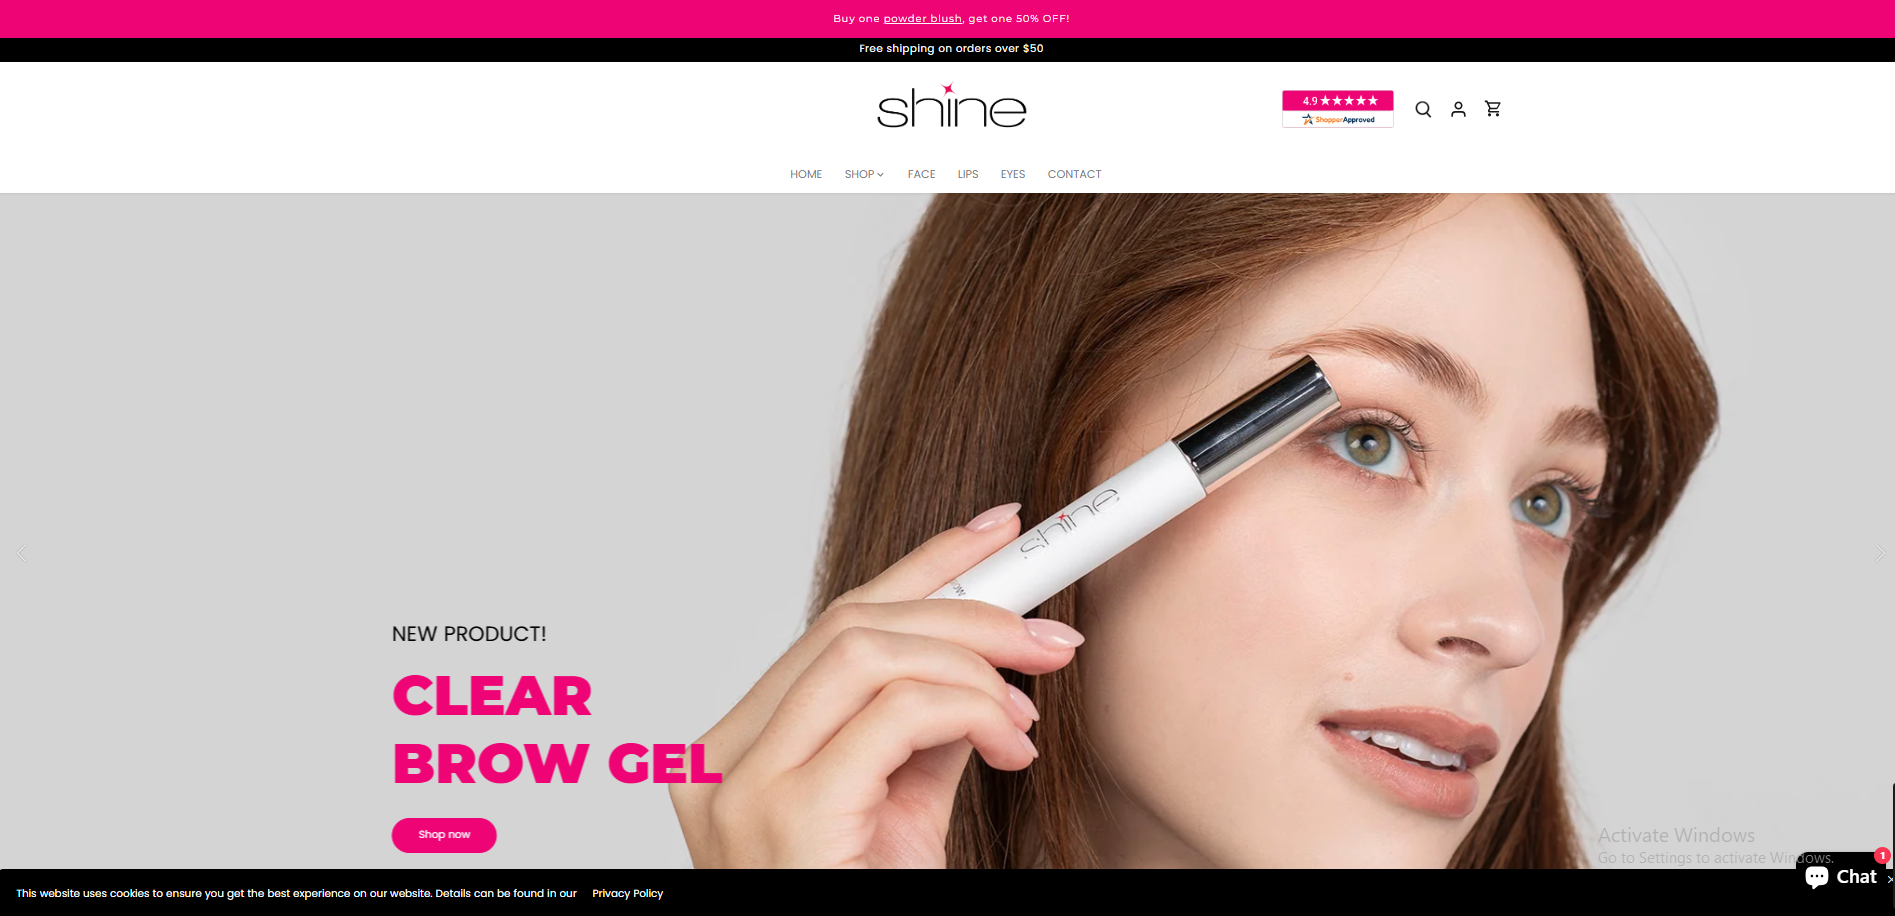 Buy one powder blush, get one 50% OFF!
Free shipping on orders over $50
shine
4.9
ShopperApproved
HOME SHOP FACE LIPS EYES CONTACT
shine
NEW PRODUCT!
CLEAR
BROW GEL
Shop now
Activate Windows
Go to Settings to activate Windows.
1
Chat
This website uses cookies to ensure you get the best experience on our website. Details can be found in our Privacy Policy